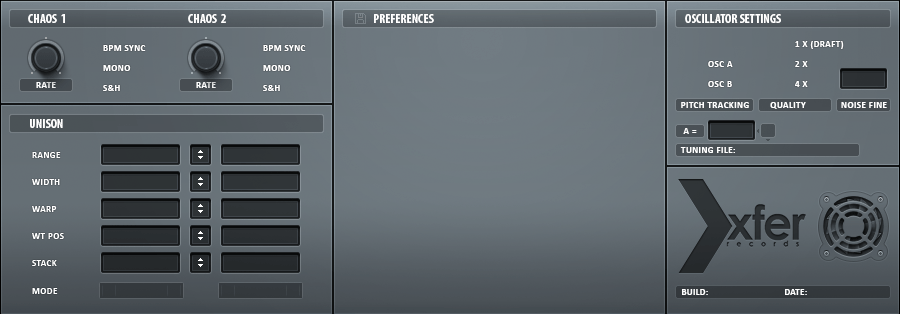 CHAOS 1
CHAOS 2
BPM SYNC
MONO
S&H
RATE
BPM SYNC
MONO
S&H
RATE
UNISON
RANGE
WIDTH
WARP
WT POS
STACK
MODE
PREFERENCES
OSCILLATOR SETTINGS
1 X (DRAFT)
OSC A
2 X
OSC B
4 X
PITCH TRACKING
QUALITY
NOISE FINE
A =
TUNING FILE:
xfer
records
BUILD:
DATE: